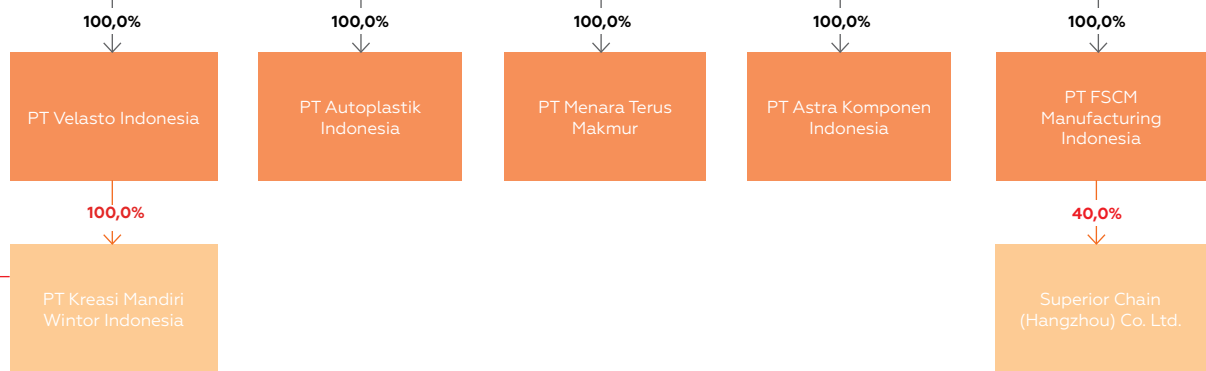 100,0%
100,0%
100,0%
100,0%
100,0%
PT Velasto Indonesia
PT Autoplastik
Indonesia
PT Menara Terus
Makmur
PT Astra Komponen
Indonesia
PT FSCM
Manufacturing
Indonesia
100,0%
40,0%
PT Kreasi Mandiri
Wintor Indonesia
Superior Chain
(Hangzhou) Co. Ltd.